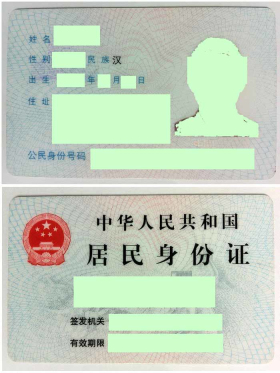 姓名
性别 民族 汉
出生 年 月 日
住址
公民身份号码
中华人民共和国
居民身份证
签发机关
有效期限